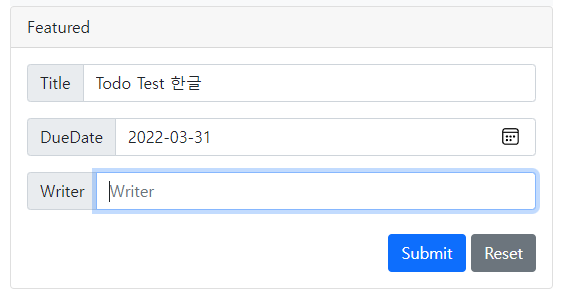 Featured
Title Todo Test 한글
DueDate 2022-03-31
Writer Writer
Submit Reset